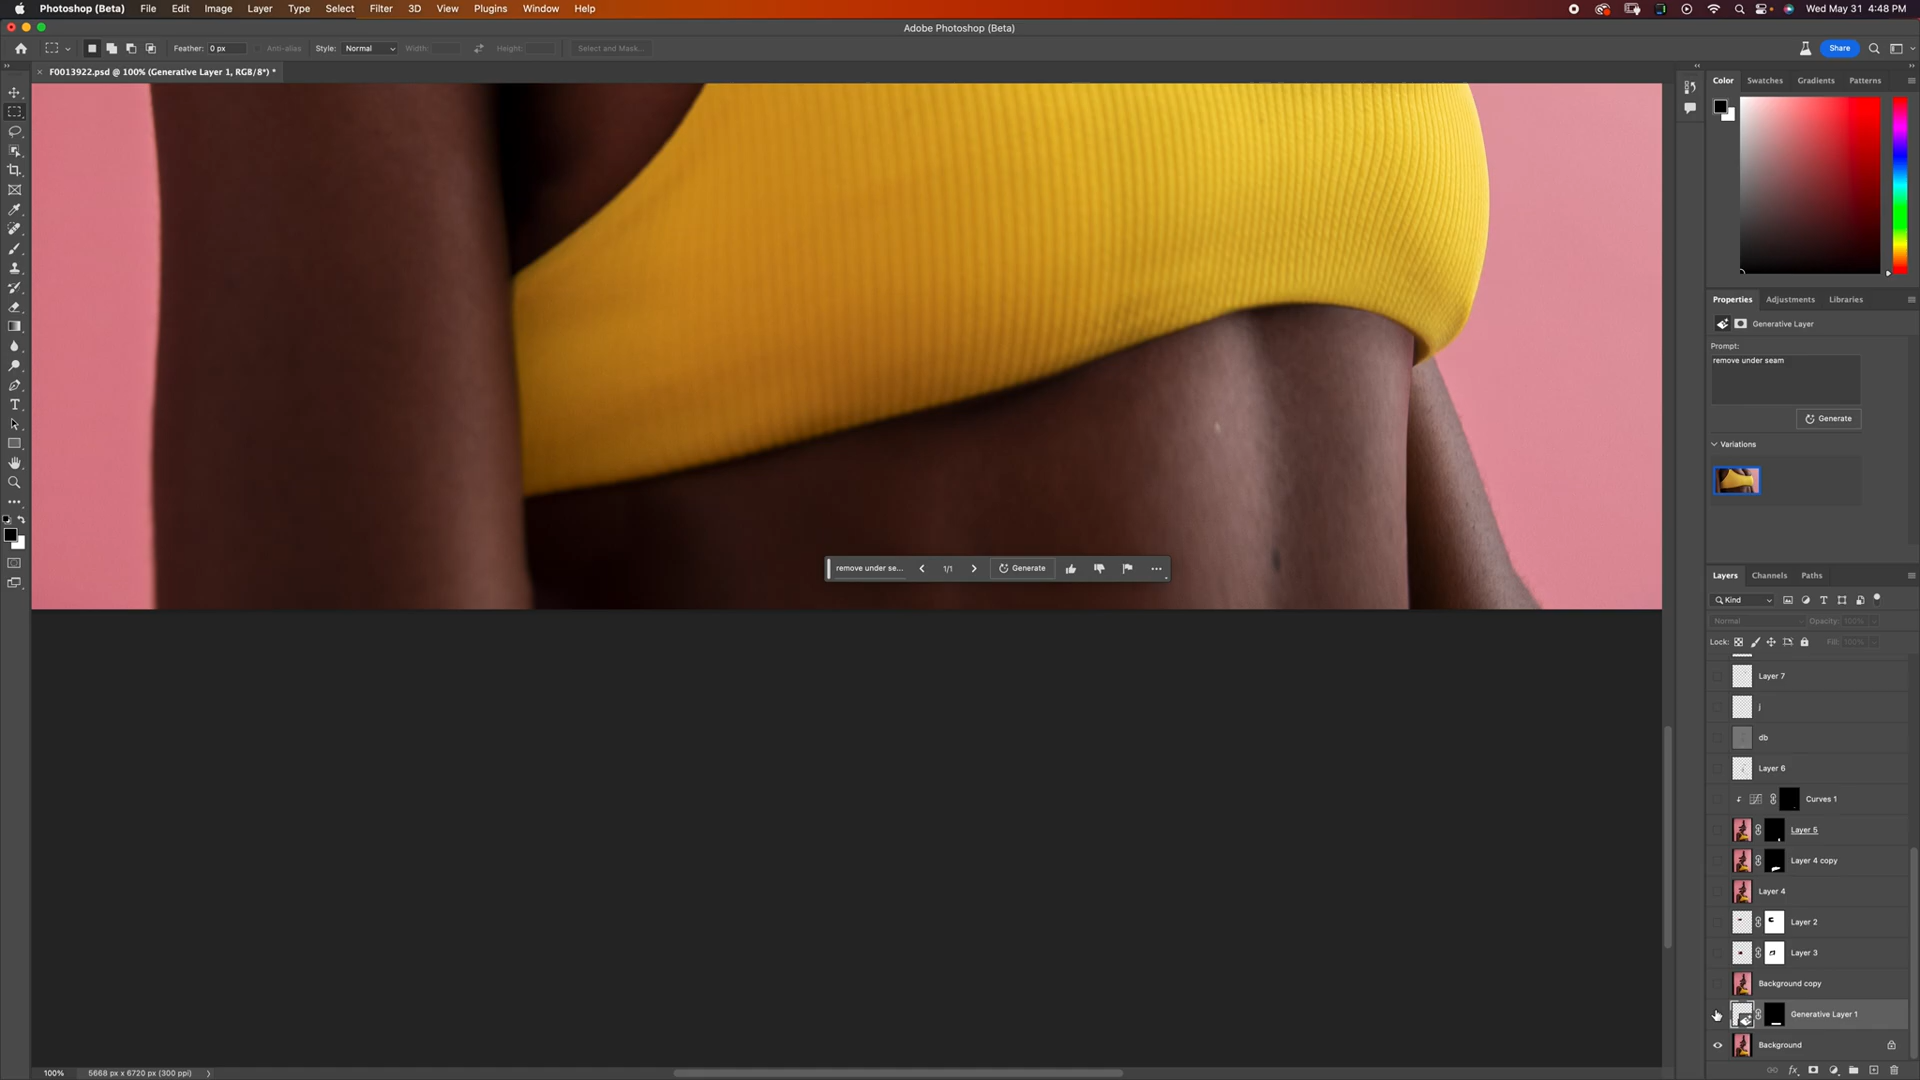 Photoshop (Beta) File Edit Image Layer Type Select Filter 3D View Plugins Window Help Wed May 31 4:48 PM
Adobe Photoshop (Beta)
Feather: 0 px Anti-alias Style: Normal Width: Height: Select and Mask... Share
F0013922.psd @ 100% (Generative Layer 1, RGB/8*) *
Color Swatches Gradients Patterns
Properties Adjustments Libraries
Generative Layer
Prompt:
remove under seam
Generate
Variations
remove under se... 1/1 Generate
Layers Channels Paths
Kind
Normal Opacity: 100%
Lock: Fill: 100%
Layer 7
j
db
Layer 6
Curves 1
Layer 5
Layer 4 copy
Layer 4
Layer 2
Layer 3
Background copy
Generative Layer 1
Background
100% 5668 px x 6720 px (300 ppi)
fx